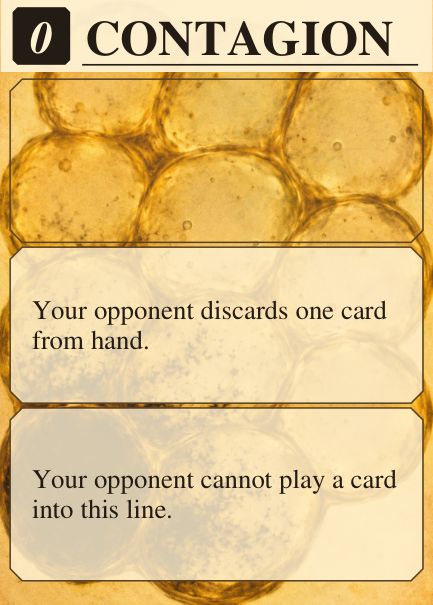 0 CONTAGION
Your opponent discards one card
from hand.
Your opponent cannot play a card
into this line.